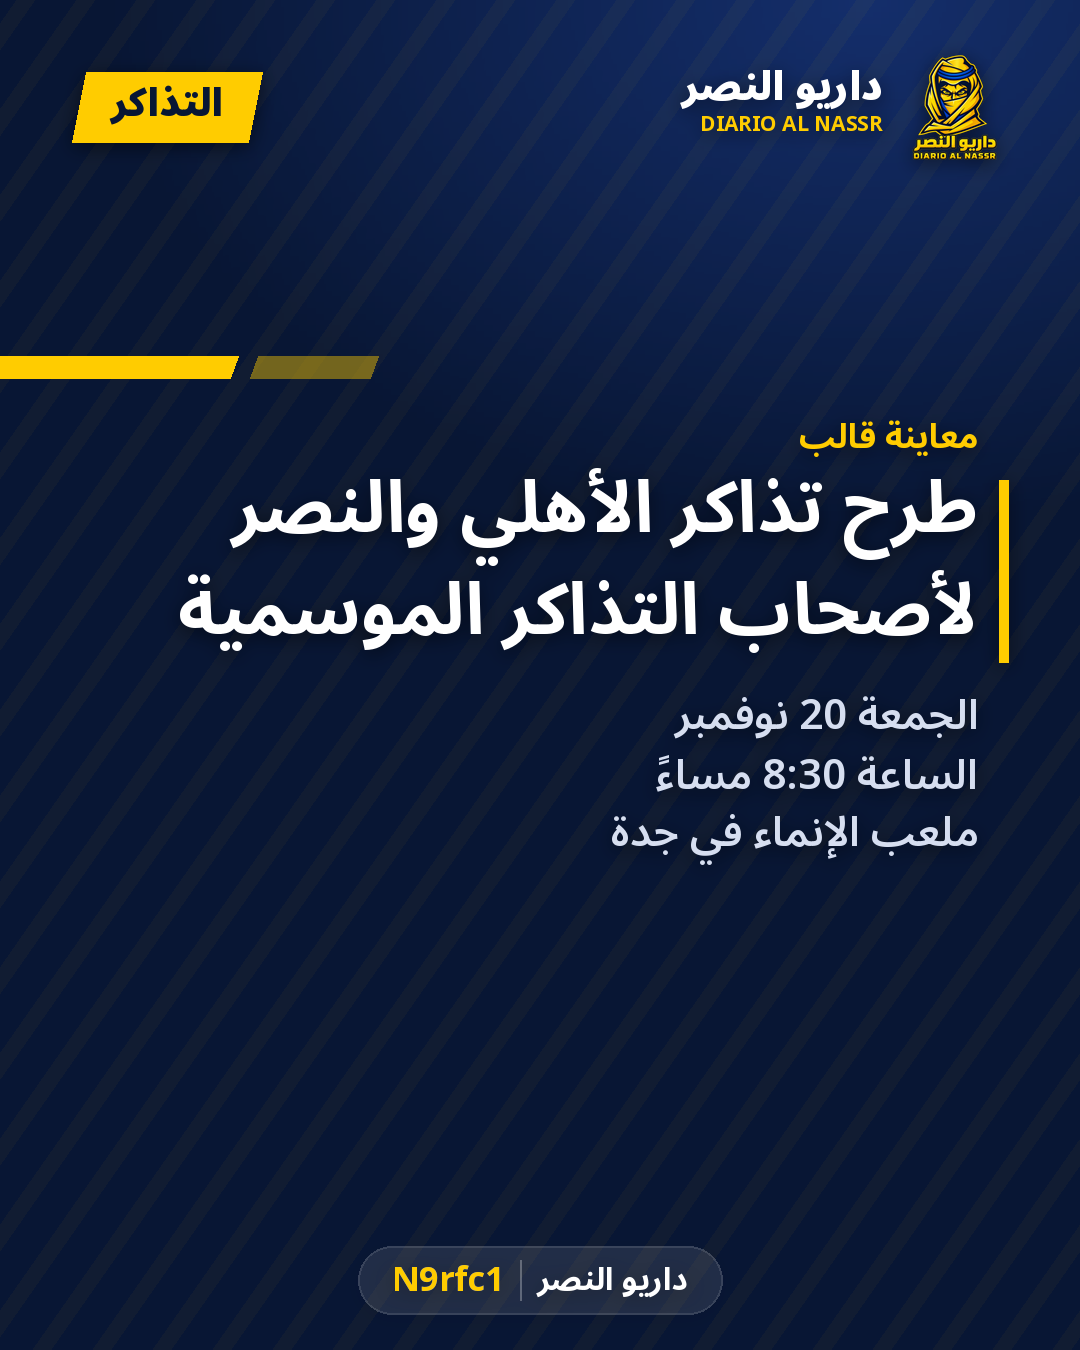 داريو النصر
DIARIO AL NASSR
داريو النصر
DIARIO AL NASSR
التذاكر
معاينة قالب
طرح تذاكر الأهلي والنصر
لأصحاب التذاكر الموسمية
الجمعة 20 نوفمبر
الساعة 8:30 مساءً
ملعب الإنماء في جدة
داريو النصر | N9rfc1